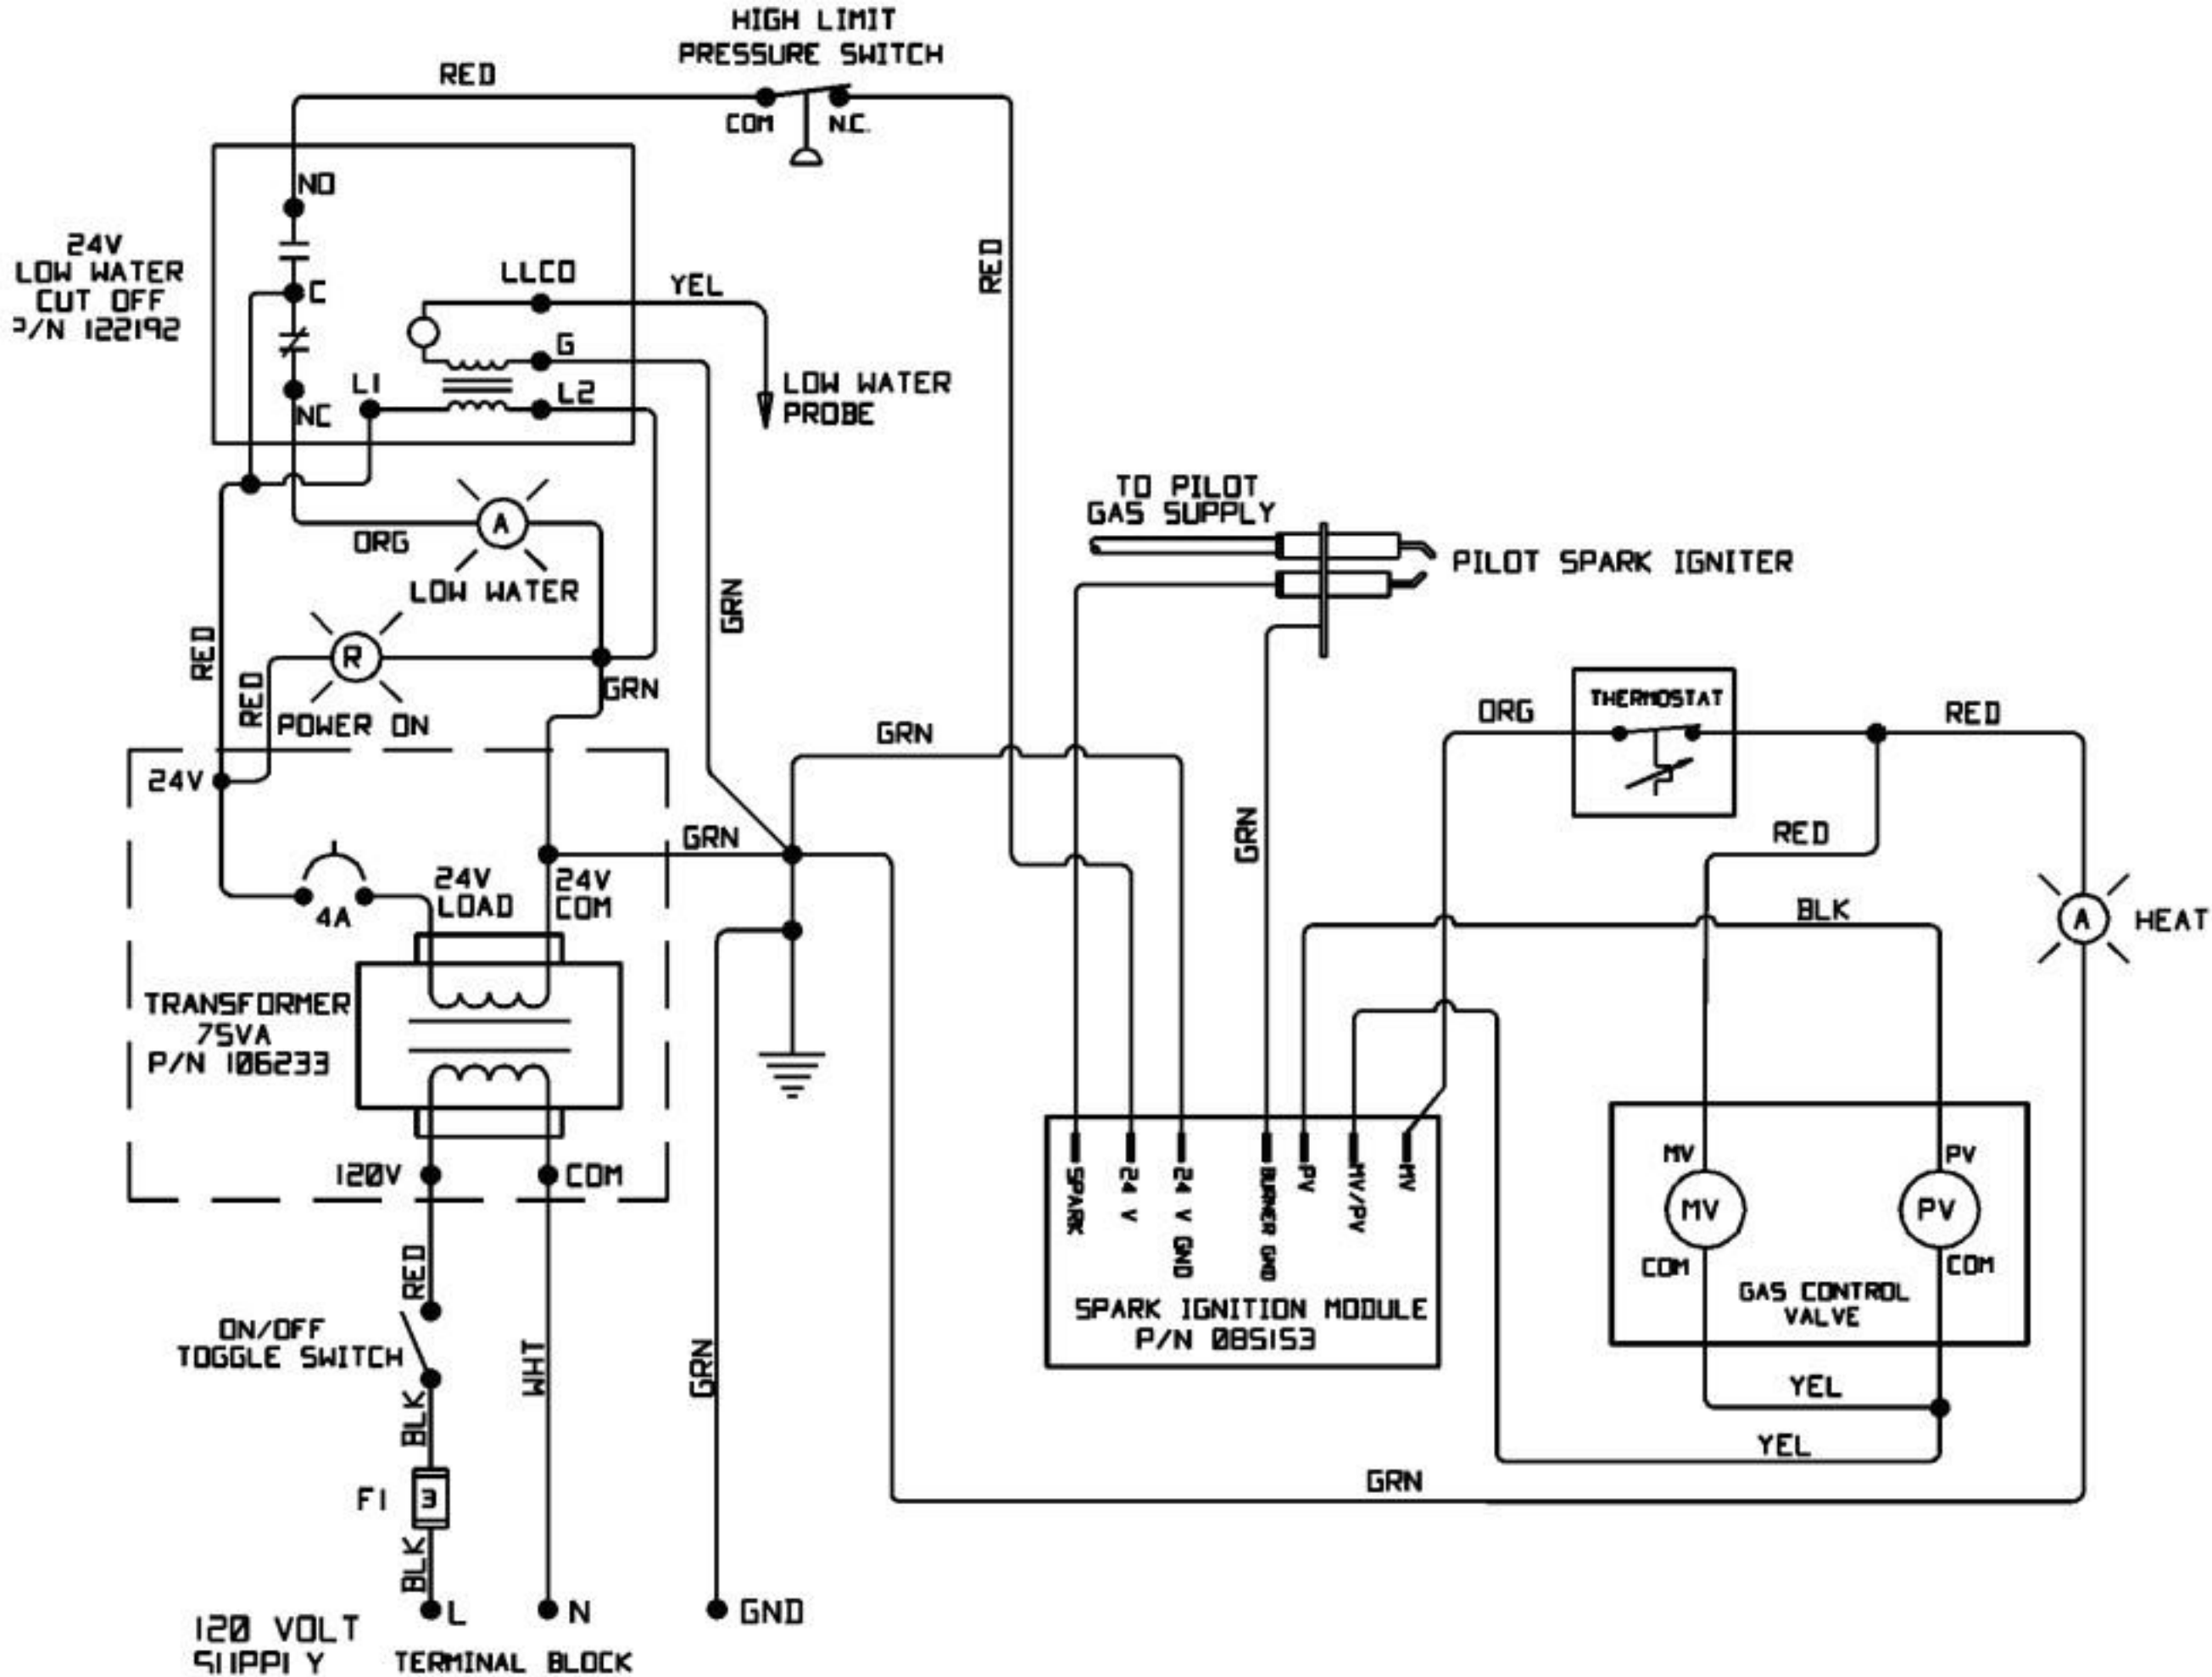 HIGH LIMIT
PRESSURE SWITCH
RED
COM
N.C.
NO
24V
LOW WATER
CUT OFF
P/N 122192
C
LLCO
YEL
G
L1
L2
NC
LOW WATER
PROBE
RED
ORG
A
LOW WATER
GRN
RED
RED
R
POWER ON
GRN
TO PILOT
GAS SUPPLY
PILOT SPARK IGNITER
24V
GRN
GRN
4A
24V
LOAD
24V
COM
TRANSFORMER
75VA
P/N 106233
120V
COM
GRN
ORG
THERMOSTAT
RED
RED
BLK
A
HEAT
SPARK
24 V
24 V GND
BURNER GND
PV
MV/PV
MV
SPARK IGNITION MODULE
P/N 085153
MV
PV
MV
PV
COM
COM
GAS CONTROL
VALVE
YEL
YEL
GRN
RED
ON/OFF
TOGGLE SWITCH
WHT
GRN
BLK
F1
3
BLK
L
N
GND
120 VOLT
SUPPLY
TERMINAL BLOCK